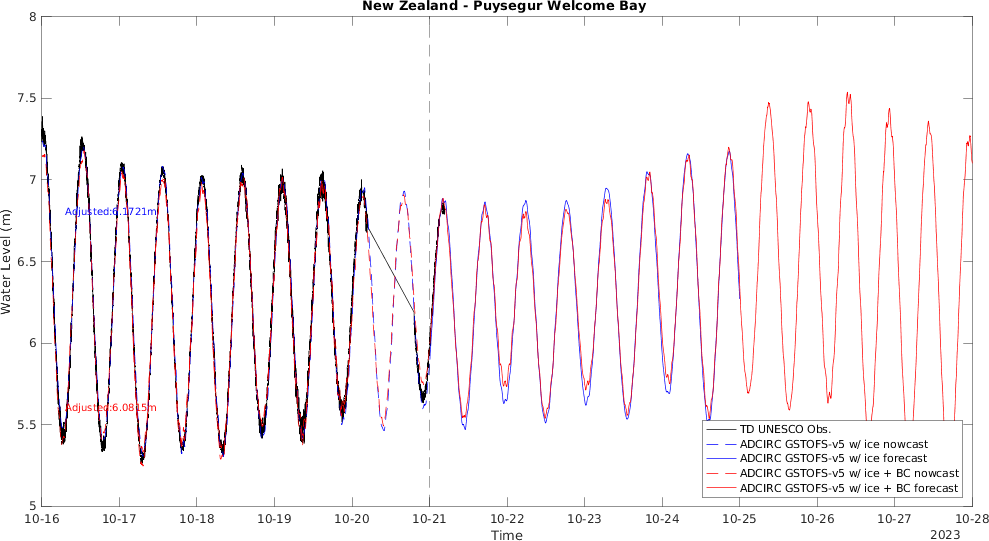 New Zealand - Puysegur Welcome Bay
8
7.5
7
6.5
6
5.5
5
Water Level (m)
Adjusted:6.1721m
Adjusted:6.0815m
TD UNESCO Obs.
ADCIRC GSTOFS-v5 w/ ice nowcast
ADCIRC GSTOFS-v5 w/ ice forecast
ADCIRC GSTOFS-v5 w/ ice + BC nowcast
ADCIRC GSTOFS-v5 w/ ice + BC forecast
10-16 10-17 10-18 10-19 10-20 10-21 10-22 10-23 10-24 10-25 10-26 10-27 10-28
Time
2023